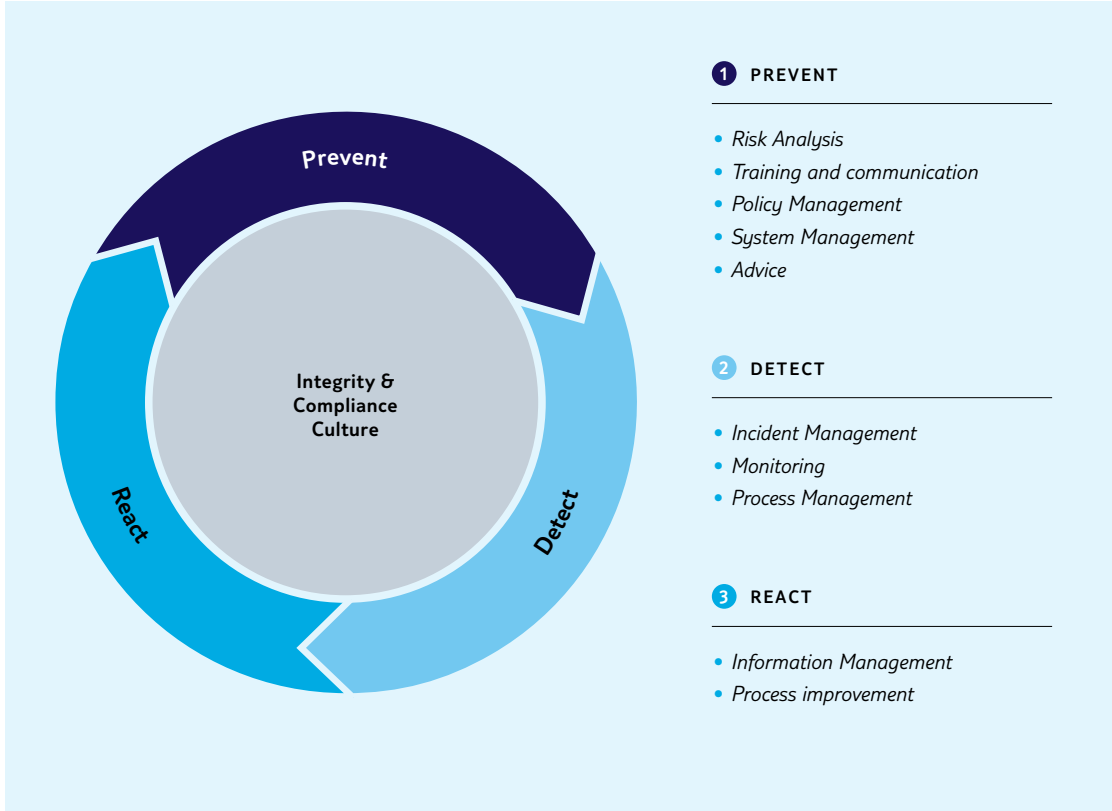 Prevent
Integrity &
Compliance
Culture
React
Detect
1 PREVENT
• Risk Analysis
• Training and communication
• Policy Management
• System Management
• Advice
2 DETECT
• Incident Management
• Monitoring
• Process Management
3 REACT
• Information Management
• Process improvement